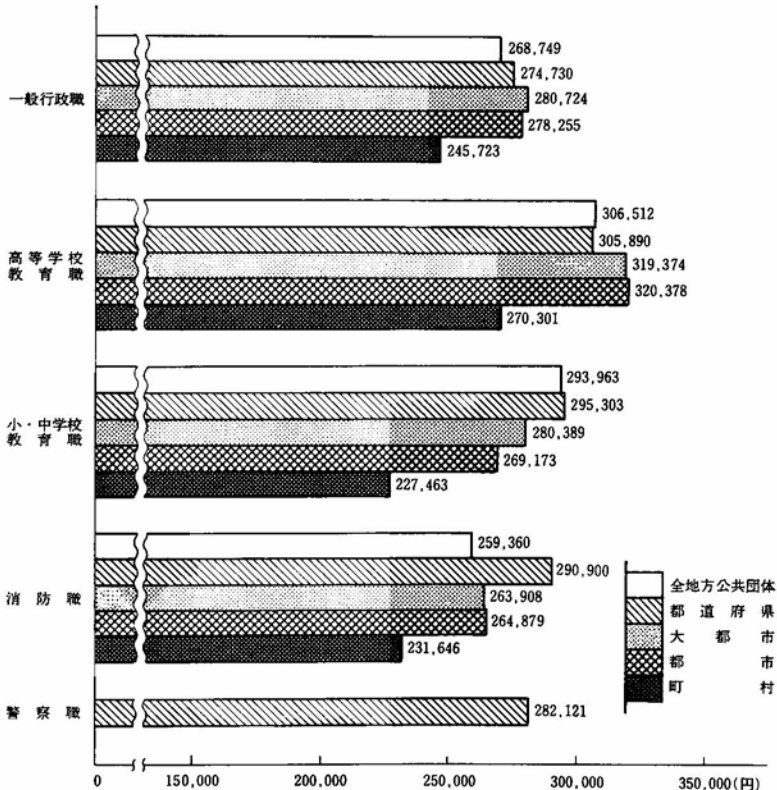 268,749
274,730
一般行政職
280,724
278,255
245,723
306,512
305,890
高等学校
教育職
319,374
320,378
270,301
293,963
295,303
小・中学校
教育職
280,389
269,173
227,463
259,360
290,900
消防職
263,908
264,879
231,646
全地方公共団体
都道府県
大都市
都市
町村
警察職
282,121
0 150,000 200,000 250,000 300,000 350,000(円)